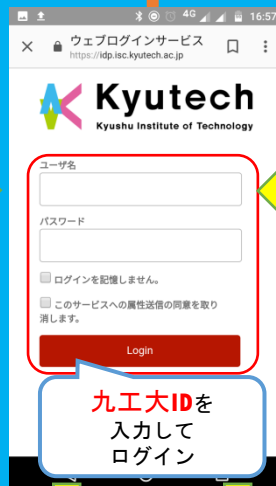 4G 16:57
ウェブログインサービス
https://idp.isc.kyutech.ac.jp
Kyutech
Kyushu Institute of Technology
ユーザ名
パスワード
ログインを記憶しません。
このサービスへの属性送信の同意を取り
消します。
Login
九工大IDを
入力して
ログイン